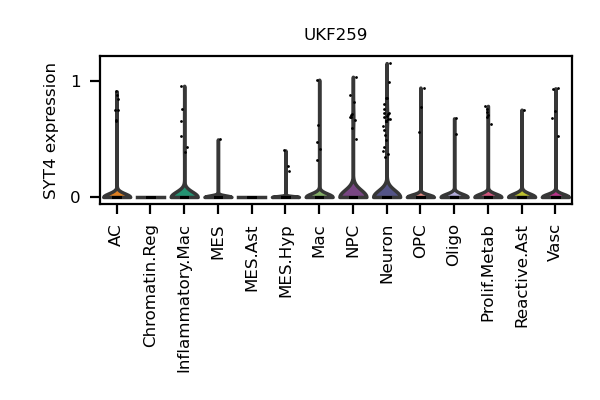 UKF259
SYT4 expression
1
0
AC
Chromatin.Reg
Inflammatory.Mac
MES
MES.Ast
MES.Hyp
Mac
NPC
Neuron
OPC
Oligo
Prolif.Metab
Reactive.Ast
Vasc